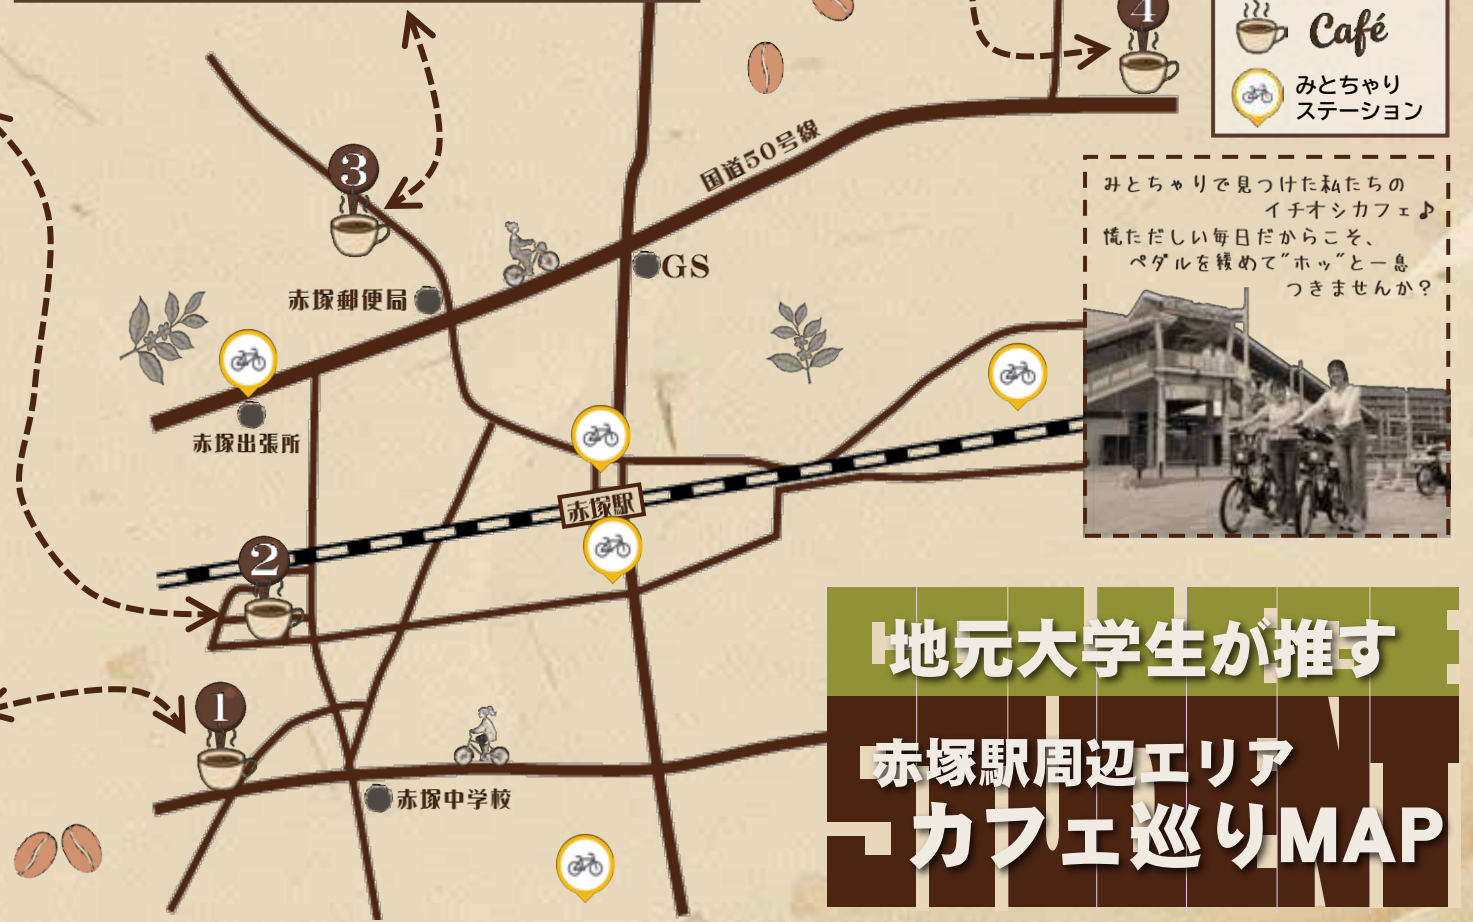 4
Café
みとちゃり
ステーション
国道50号線
3
みとちゃりで見つけた私たちの
イチオシカフェ♪
慌ただしい毎日だからこそ、
ペダルを緩めて"ホッ"と一息
つきませんか？
GS
赤塚郵便局
赤塚出張所
赤塚駅
2
地元大学生が推す
1
赤塚駅周辺エリア
カフェ巡りMAP
赤塚中学校